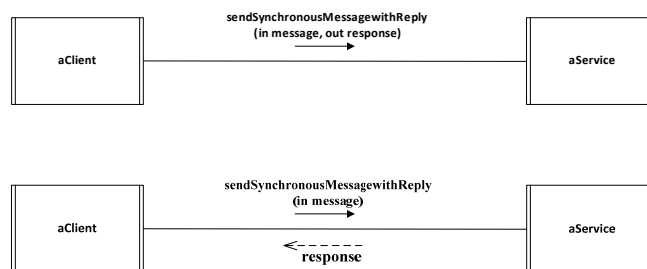 sendSynchronousMessagewithReply
(in message, out response)
aClient
aService
sendSynchronousMessagewithReply
(in message)
aClient
aService
response